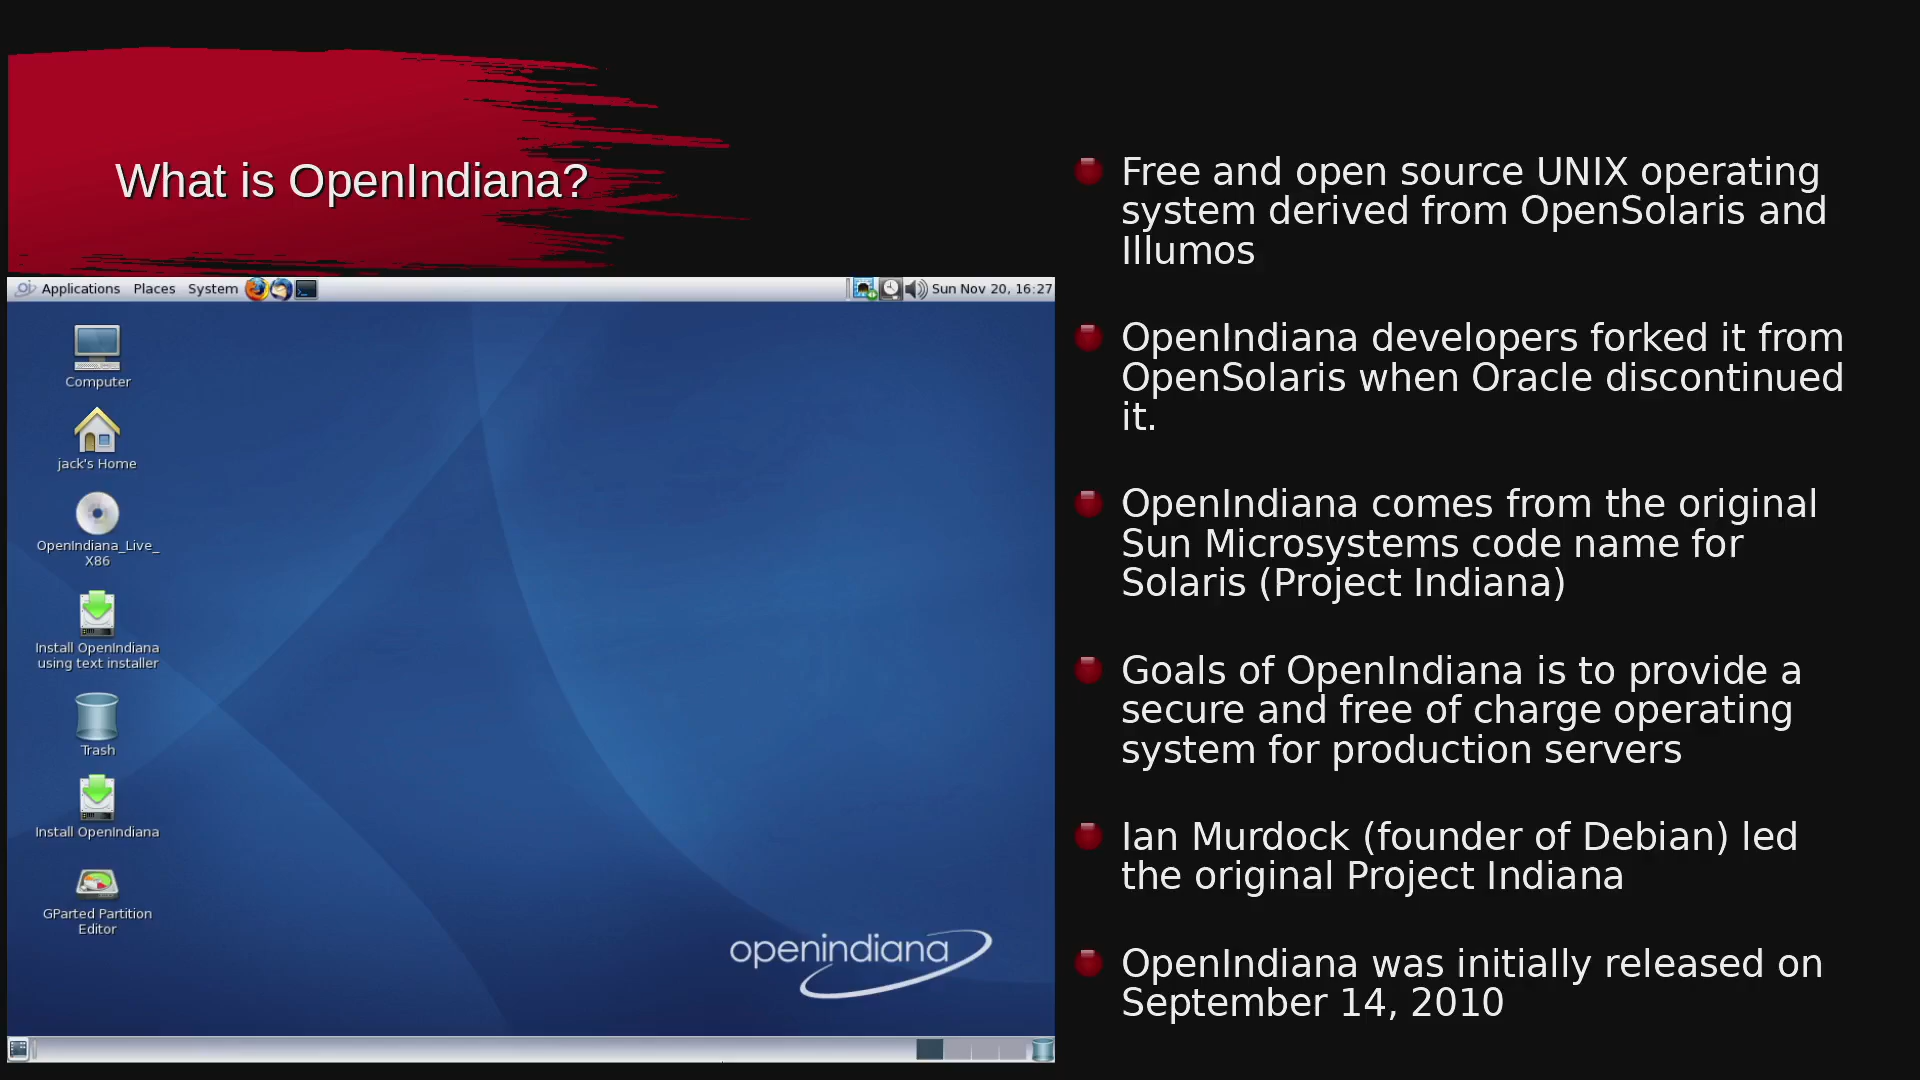 What is OpenIndiana?
Applications Places System
Sun Nov 20, 16:27
Computer
jack's Home
OpenIndiana_Live_
X86
Install OpenIndiana
using text installer
Trash
Install OpenIndiana
GParted Partition
Editor
openindiana
Free and open source UNIX operating
system derived from OpenSolaris and
Illumos
OpenIndiana developers forked it from
OpenSolaris when Oracle discontinued
it.
OpenIndiana comes from the original
Sun Microsystems code name for
Solaris (Project Indiana)
Goals of OpenIndiana is to provide a
secure and free of charge operating
system for production servers
Ian Murdock (founder of Debian) led
the original Project Indiana
OpenIndiana was initially released on
September 14, 2010